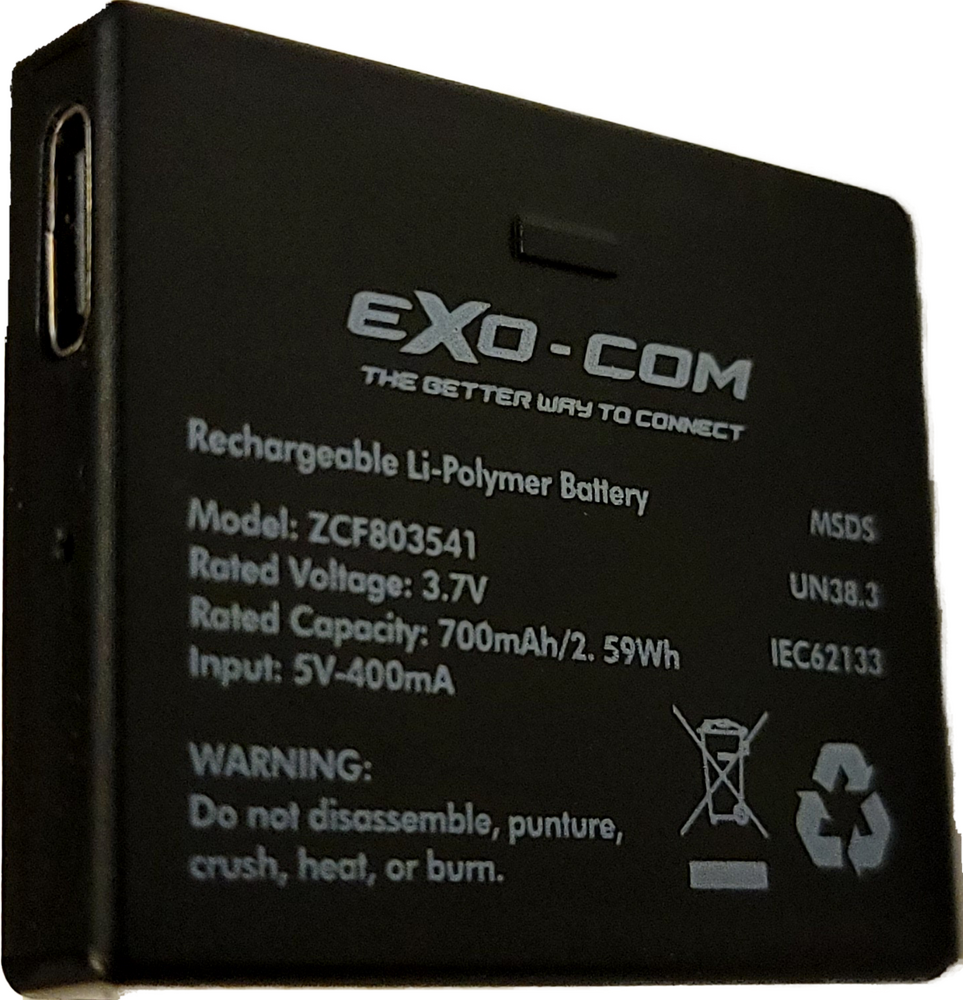 eXo-COM
THE BETTER WAY TO CONNECT
Rechargeable Li-Polymer Battery
Model: ZCF803541
Rated Voltage: 3.7V
Rated Capacity: 700mAh/2. 59Wh
Input: 5V-400mA
MSDS
UN38.3
IEC62133
WARNING:
Do not disassemble, punture,
crush, heat, or burn.